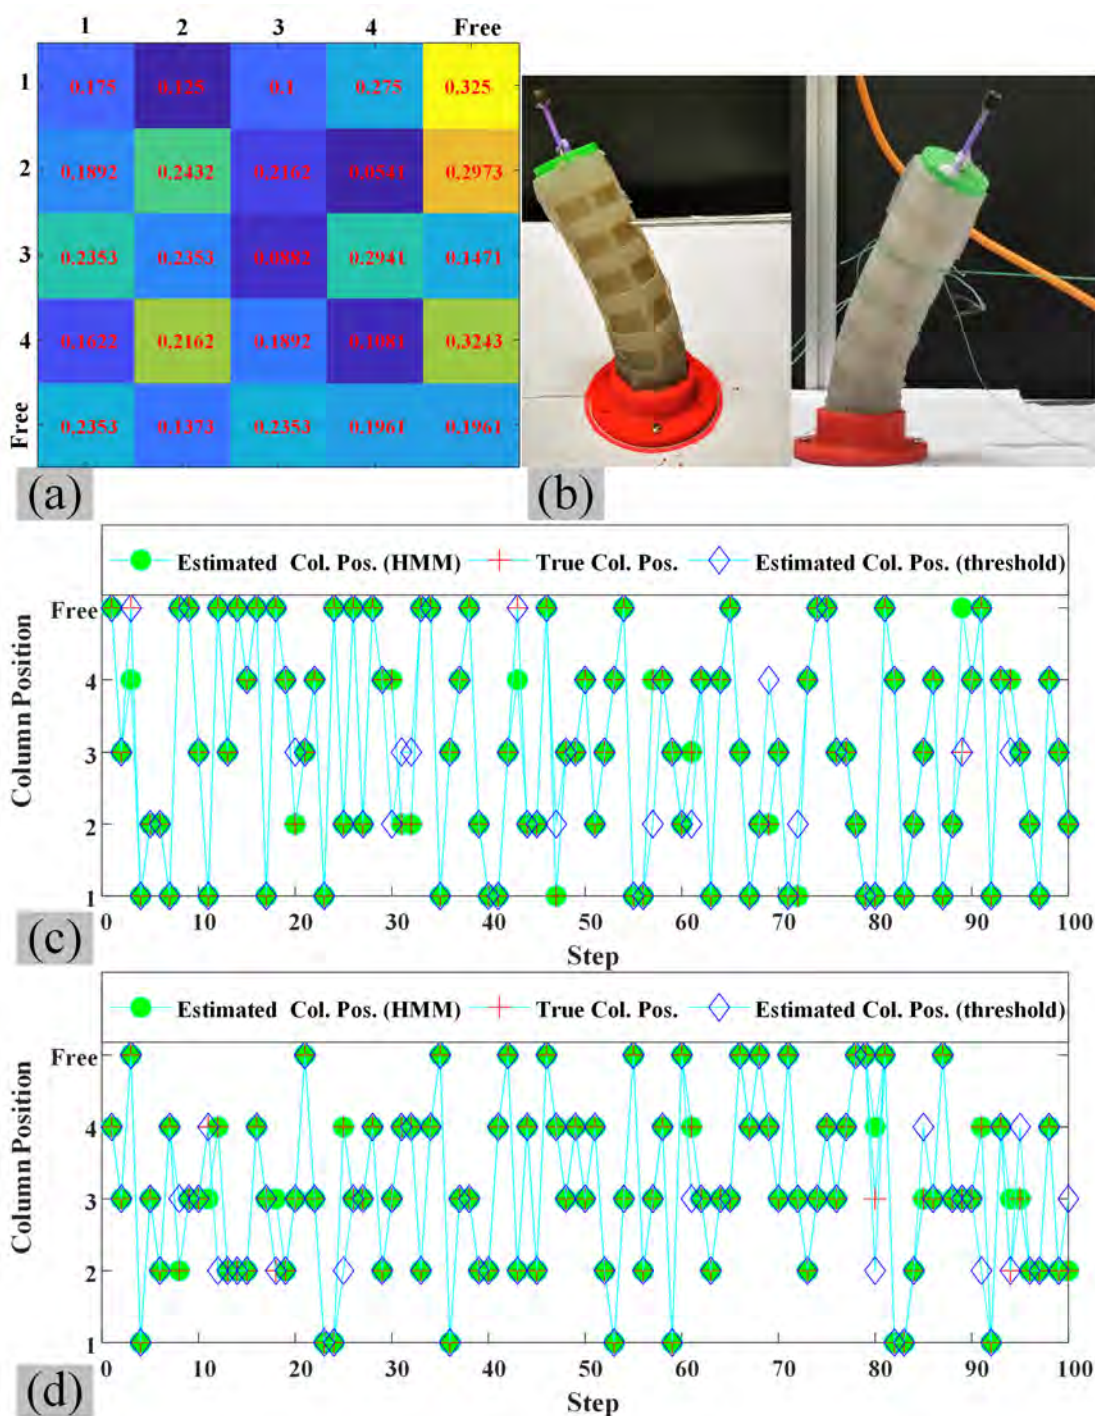 1 2 3 4 Free
1 0.175 0.125 0.1 0.275 0.325
2 0.1892 0.2432 0.2162 0.0541 0.2973
3 0.2353 0.2353 0.0882 0.2941 0.1471
4 0.1622 0.2162 0.1892 0.1081 0.3243
Free 0.2353 0.1373 0.2353 0.1961 0.1961
(a)
(b)
Estimated Col. Pos. (HMM) True Col. Pos. Estimated Col. Pos. (threshold)
Free
4
3
2
1
Column Position
0 10 20 30 40 50 60 70 80 90 100
Step
(c)
Estimated Col. Pos. (HMM) True Col. Pos. Estimated Col. Pos. (threshold)
Free
4
3
2
1
Column Position
0 10 20 30 40 50 60 70 80 90 100
Step
(d)